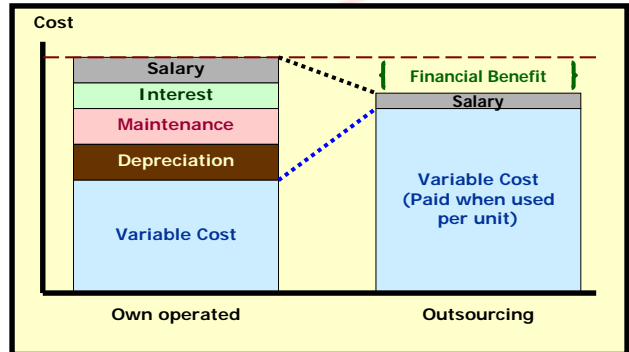 Cost
Salary
Interest
Maintenance
Depreciation
Variable Cost
Financial Benefit
Salary
Variable Cost
(Paid when used
per unit)
Own operated
Outsourcing